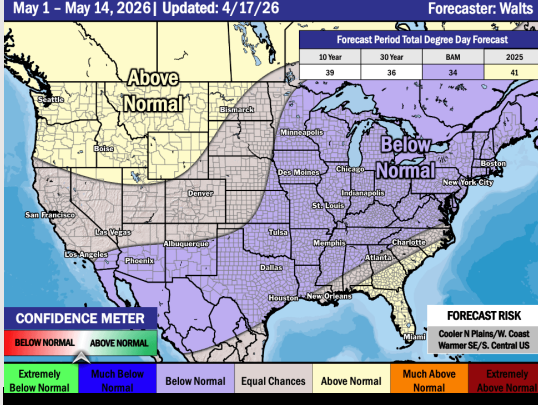 May 1 – May 14, 2026| Updated: 4/17/26
Forecaster: Walts
Forecast Period Total Degree Day Forecast
10 Year 30 Year BAM 2025
39 36 34 41
Above
Normal
Seattle
Bismarck
Minneapolis
Below
Normal
Boise
Boston
Chicago
Des Moines
New York City
Denver
Indianapolis
St. Louis
San Francisco
Las Vegas
Tulsa
Memphis
Charlotte
Albuquerque
Los Angeles
Phoenix
Atlanta
Dallas
Houston
New Orleans
Miami
CONFIDENCE METER
BELOW NORMAL
ABOVE NORMAL
FORECAST RISK
Cooler N Plains/W. Coast
Warmer SE/S. Central US
Extremely
Below Normal
Much Below
Normal
Below Normal
Equal Chances
Above Normal
Much Above
Normal
Extremely
Above Normal